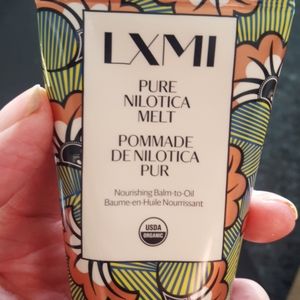 LXMI
PURE
NILOTICA
MELT
POMMADE
DE NILOTICA
PUR
Nourishing Balm-to-Oil
Baume-en-Huile Nourrissant
USDA
ORGANIC